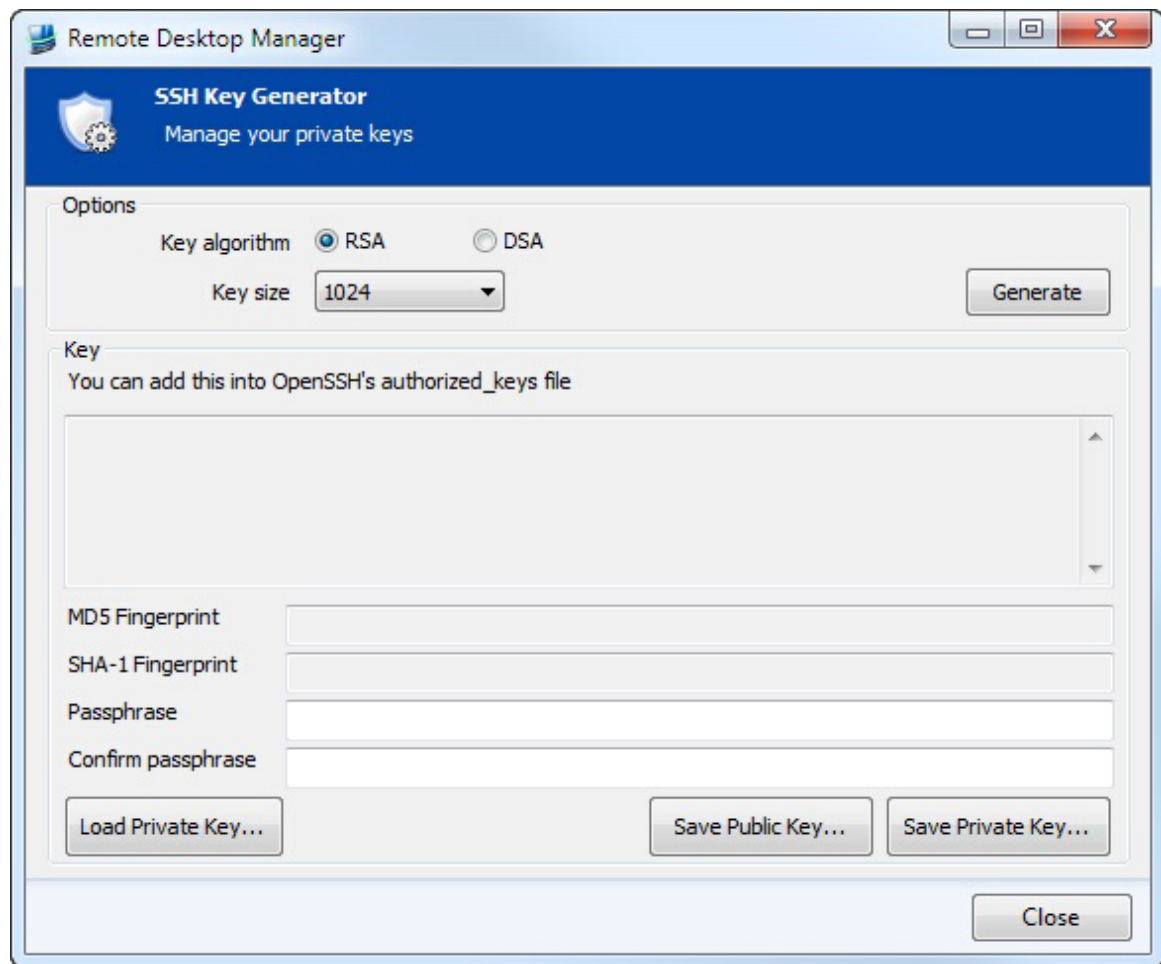 Remote Desktop Manager
SSH Key Generator
Manage your private keys
Options
Key algorithm RSA DSA
Key size 1024 Generate
Key
You can add this into OpenSSH's authorized_keys file
MD5 Fingerprint
SHA-1 Fingerprint
Passphrase
Confirm passphrase
Load Private Key... Save Public Key... Save Private Key...
Close